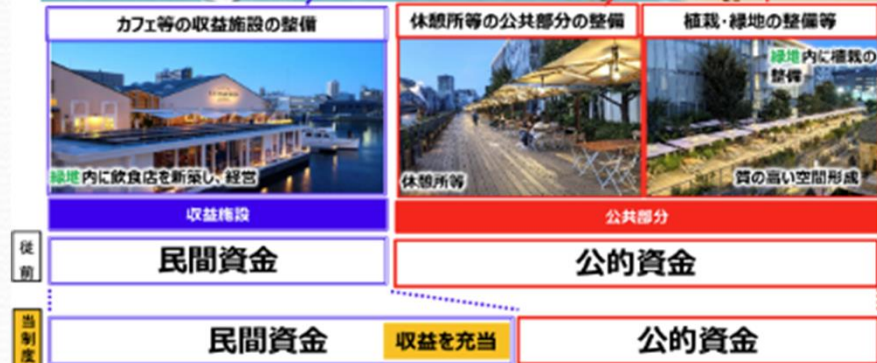 カフェ等の収益施設の整備
休憩所等の公共部分の整備
植栽・緑地の整備等
緑地内に植栽の
整備
緑地内に飲食店を新築し、経営
休憩所等
質の高い空間形成
収益施設
公共部分
従前
民間資金
公的資金
当制度
民間資金
収益を充当
公的資金